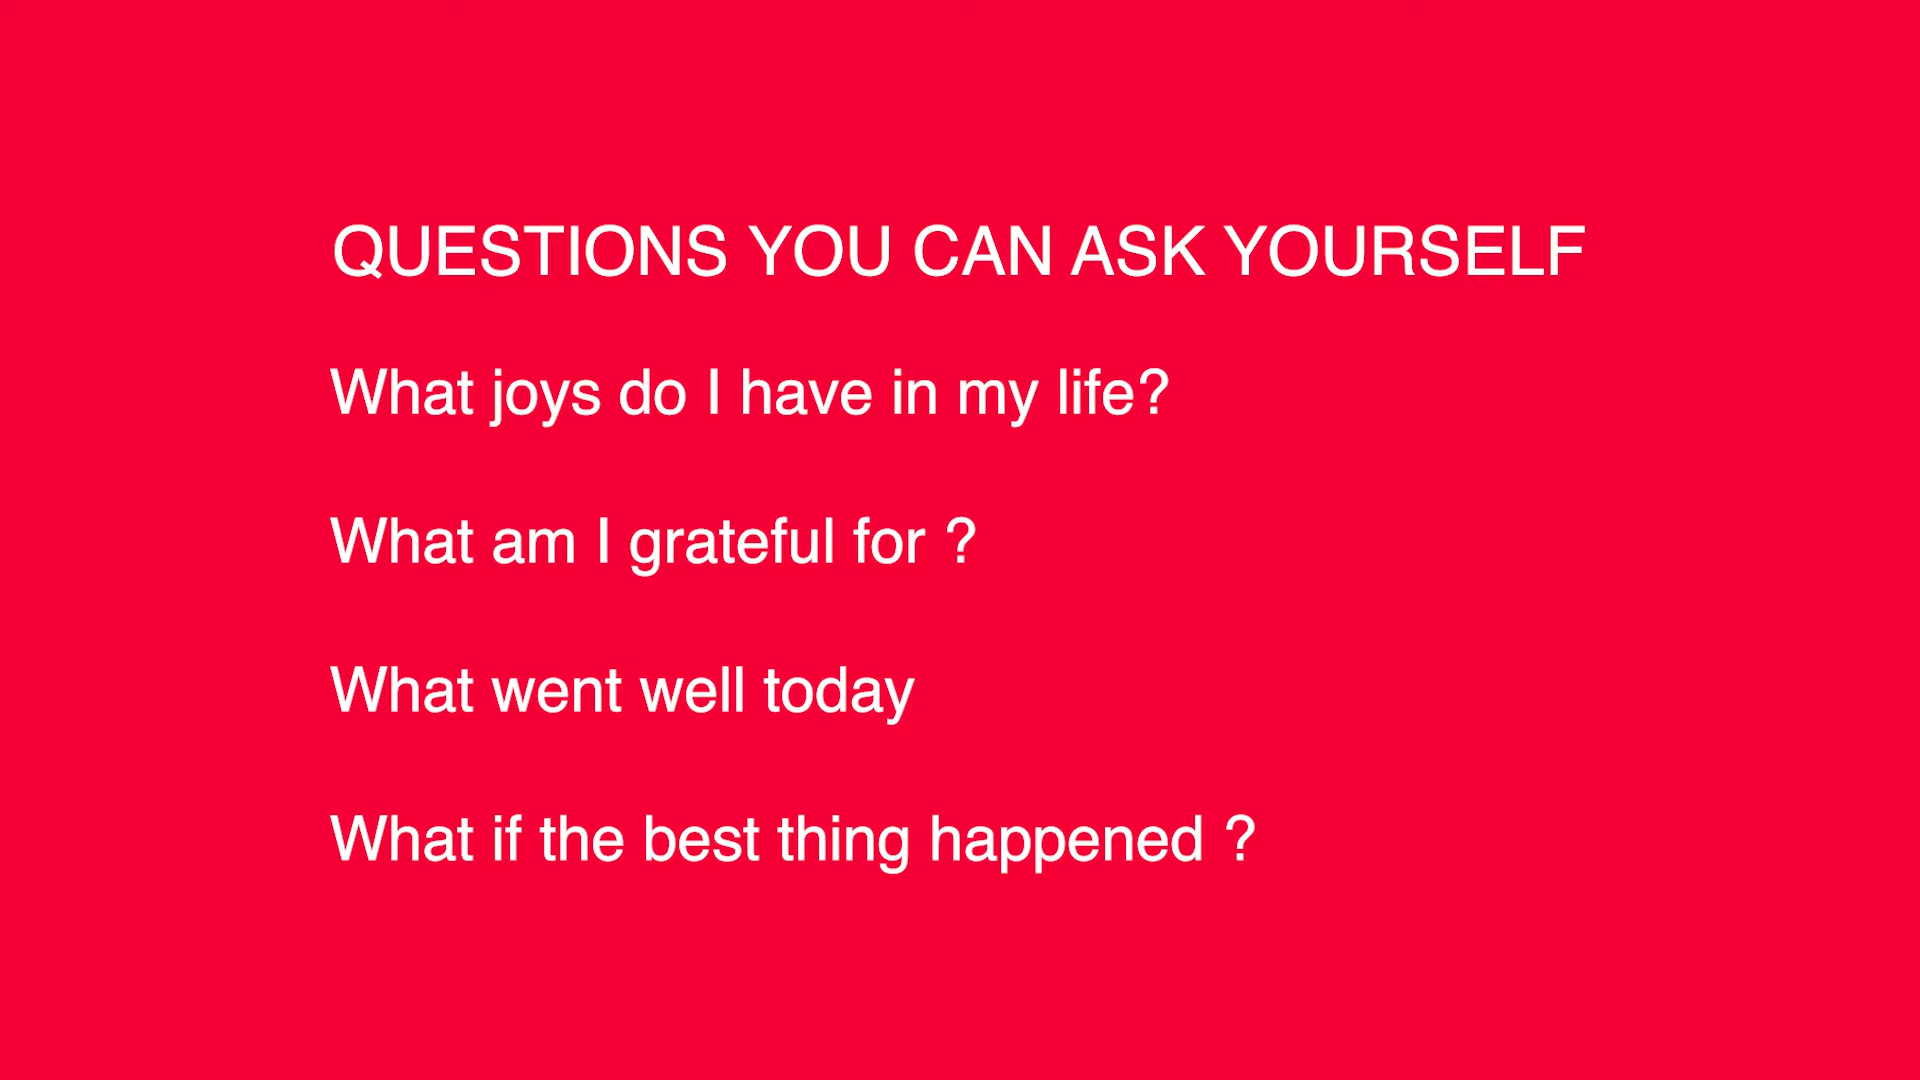 QUESTIONS YOU CAN ASK YOURSELF
What joys do I have in my life?
What am I grateful for ?
What went well today
What if the best thing happened ?